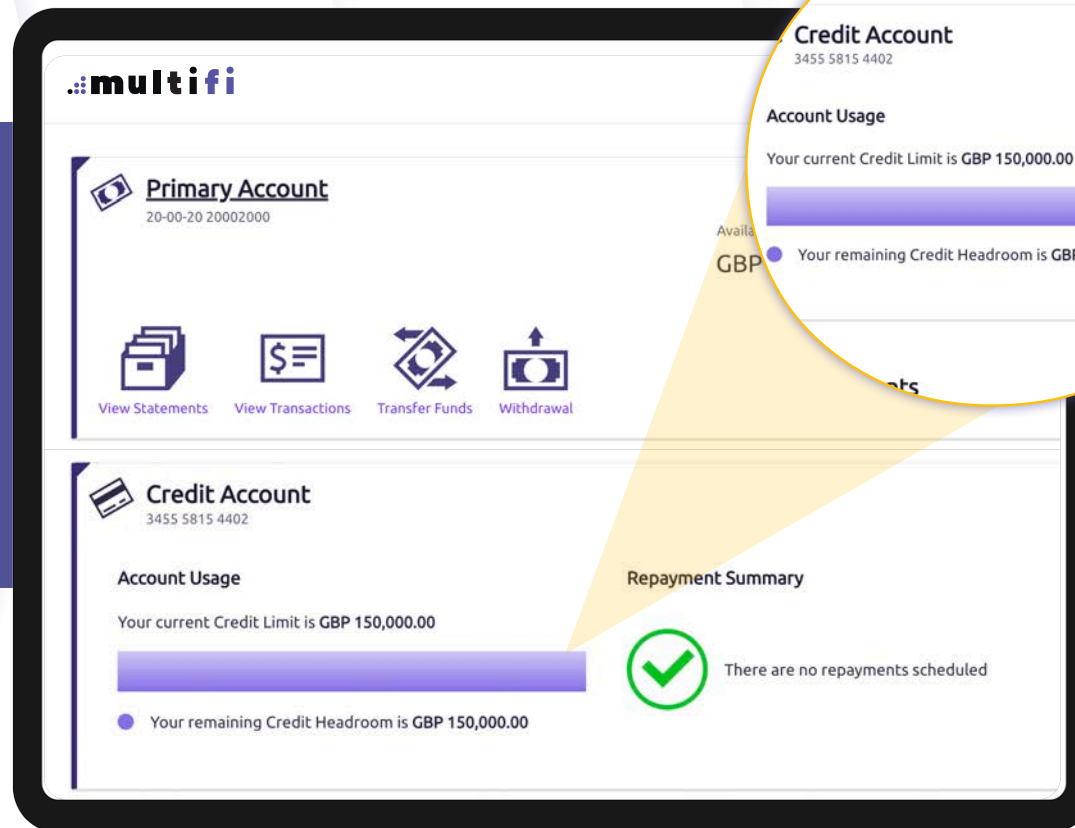 multifi
Primary Account
20-00-20 20002000
GBP
View Statements View Transactions Transfer Funds Withdrawal
Credit Account
3455 5815 4402
Account Usage
Your current Credit Limit is GBP 150,000.00
Your remaining Credit Headroom is
Credit Account
3455 5815 4402
Account Usage
Your current Credit Limit is GBP 150,000.00
Your remaining Credit Headroom is GBP 150,000.00
Repayment Summary
There are no repayments scheduled